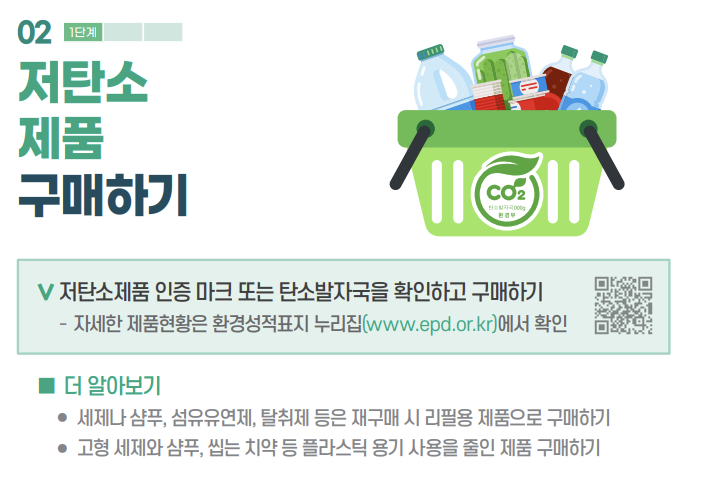 02 1단계
저탄소
제품
구매하기
CO2
탄소발자국 000g
환경부
저탄소제품 인증 마크 또는 탄소발자국을 확인하고 구매하기
- 자세한 제품현황은 환경성적표지 누리집(www.epd.or.kr)에서 확인
■ 더 알아보기
● 세제나 샴푸, 섬유유연제, 탈취제 등은 재구매 시 리필용 제품으로 구매하기
● 고형 세제와 샴푸, 씹는 치약 등 플라스틱 용기 사용을 줄인 제품 구매하기